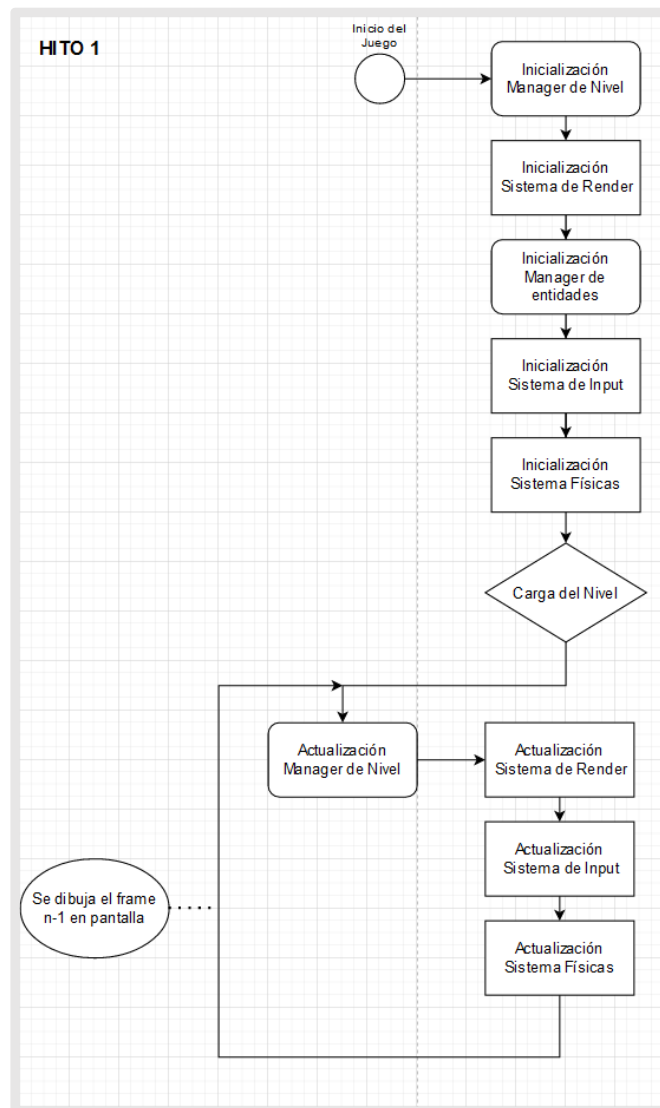 HITO 1
Inicio del
Juego
Inicialización
Manager de Nivel
Inicialización
Sistema de Render
Inicialización
Manager de
entidades
Inicialización
Sistema de Input
Inicialización
Sistema Físicas
Carga del Nivel
Actualización
Manager de Nivel
Actualización
Sistema de Render
Actualización
Sistema de Input
Se dibuja el frame
n-1 en pantalla
Actualización
Sistema Físicas